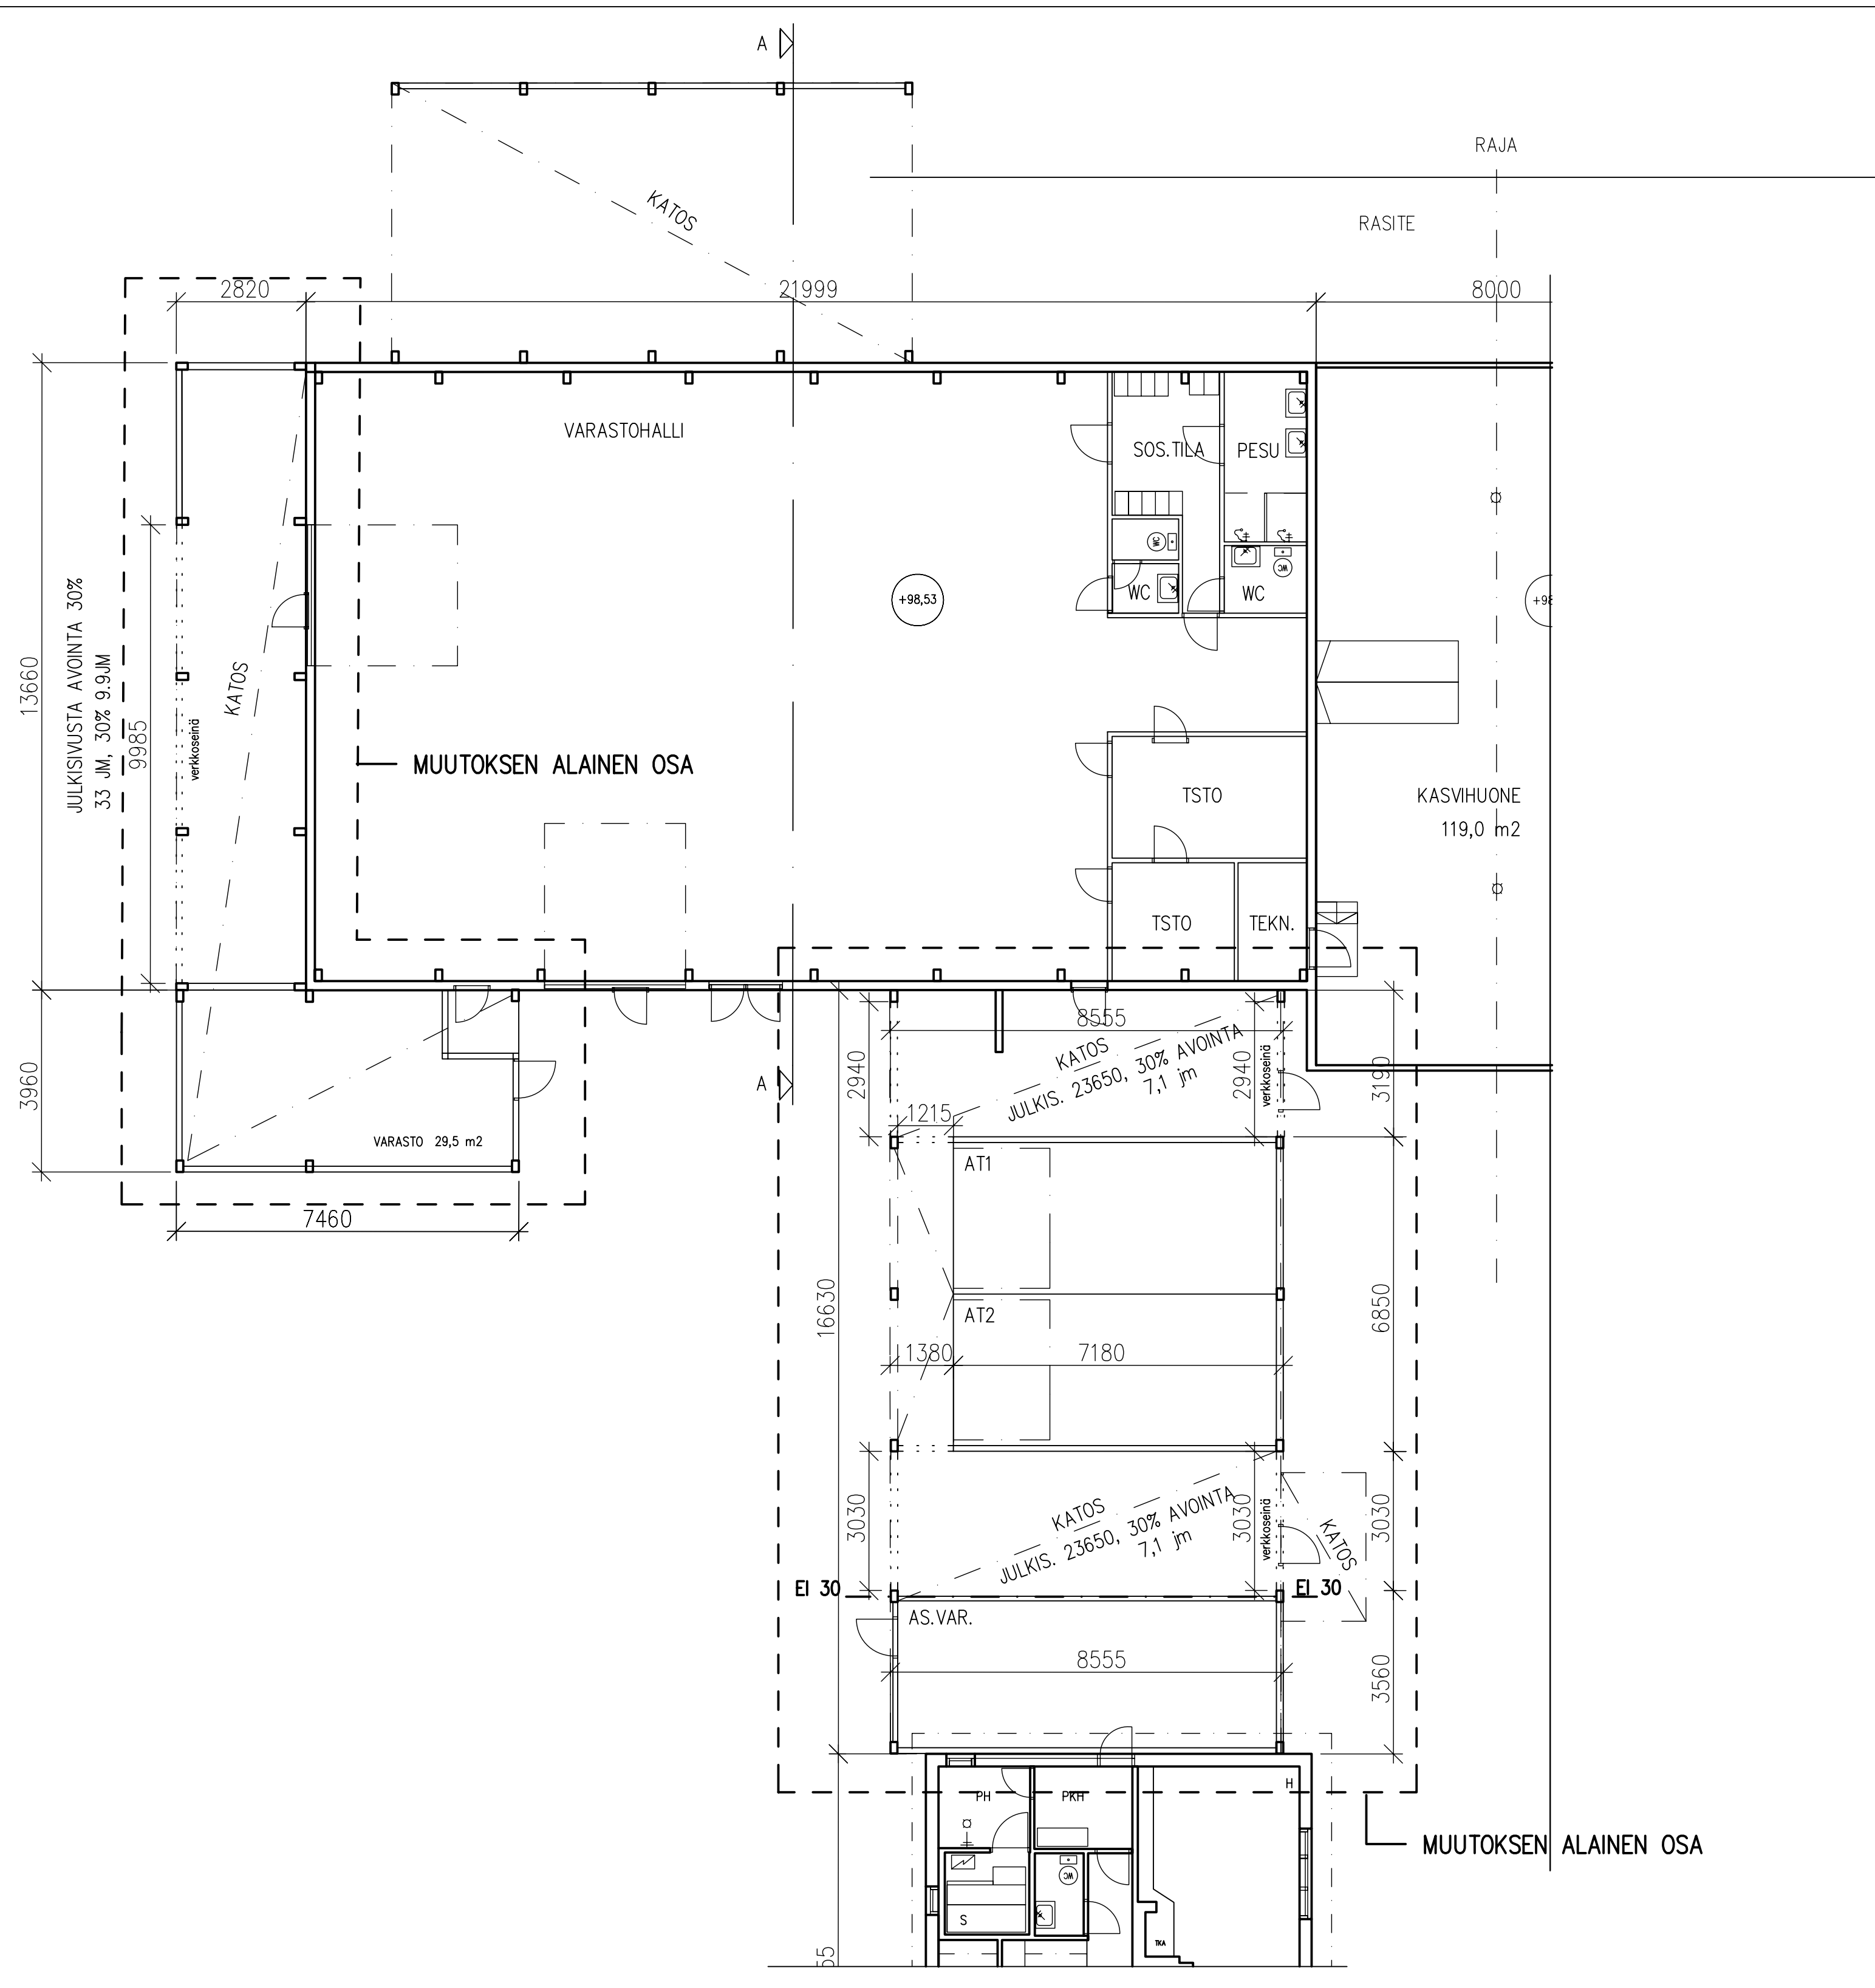 A
RAJA
KATOS
RASITE
2820
21999
8000
VARASTOHALLI
SOS.TILA
PESU
WC
WC
WC
WC
+98,53
JULKISIVUSTA AVOINTA 30%
33 JM, 30% 9.9JM
13660
9985
verkkoseinä
KATOS
MUUTOKSEN ALAINEN OSA
TSTO
KASVIHUONE
119,0 m2
TSTO
TEKN.
3960
VARASTO 29,5 m2
7460
A
8555
2940
KATOS
JULKIS. 23650, 30% AVOINTA
7,1 jm
2940
verkkoseinä
3190
1215
AT1
16630
AT2
6850
1380
7180
3030
KATOS
JULKIS. 23650, 30% AVOINTA
7,1 jm
3030
verkkoseinä
KATOS
3030
EI 30
EI 30
AS.VAR.
8555
3560
PH
PKH
H
MUUTOKSEN ALAINEN OSA
WC
S
TKA